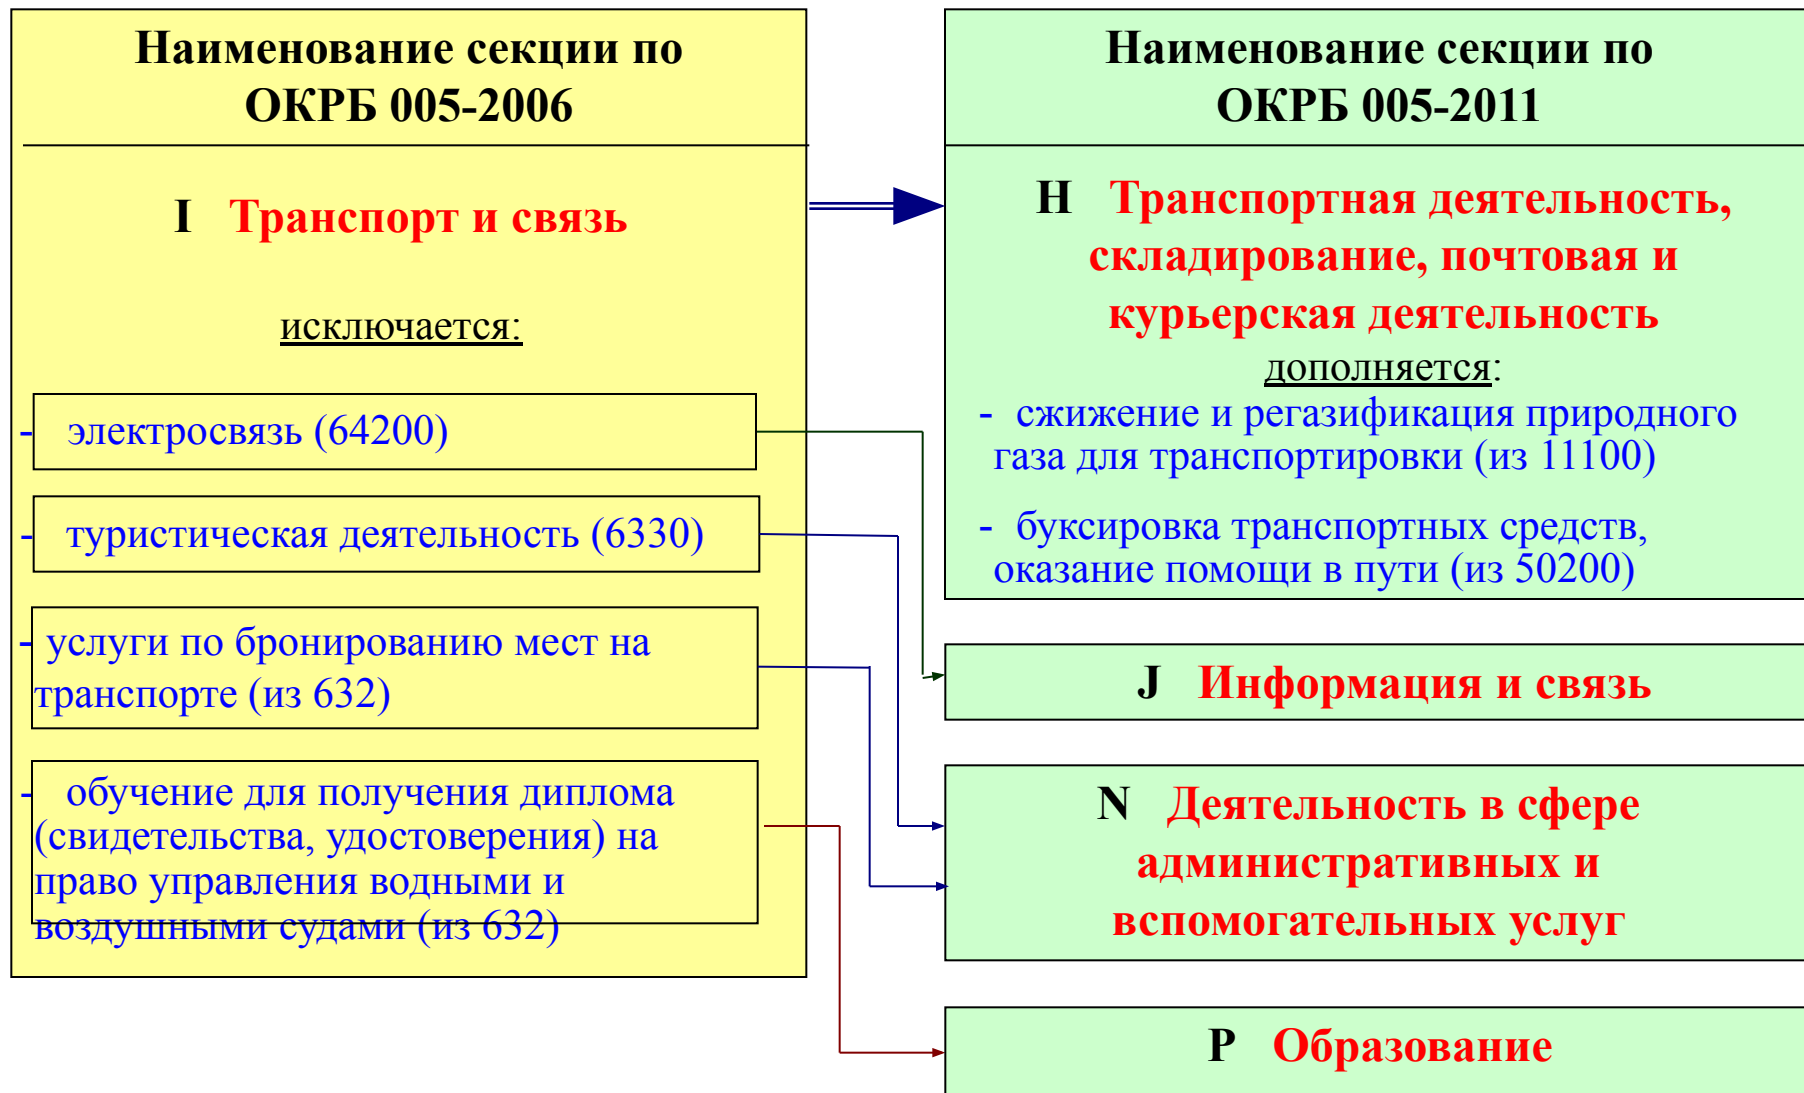 Наименование секции по
ОКРБ 005-2006
I Транспорт и связь
исключается:
- электросвязь (64200)
- туристическая деятельность (6330)
- услуги по бронированию мест на
транспорте (из 632)
- обучение для получения диплома
(свидетельства, удостоверения) на
право управления водными и
воздушными судами (из 632)
Наименование секции по
ОКРБ 005-2011
H Транспортная деятельность,
складирование, почтовая и
курьерская деятельность
дополняется:
- сжижение и регазификация природного
газа для транспортировки (из 11100)
- буксировка транспортных средств,
оказание помощи в пути (из 50200)
J Информация и связь
N Деятельность в сфере
административных и
вспомогательных услуг
P Образование